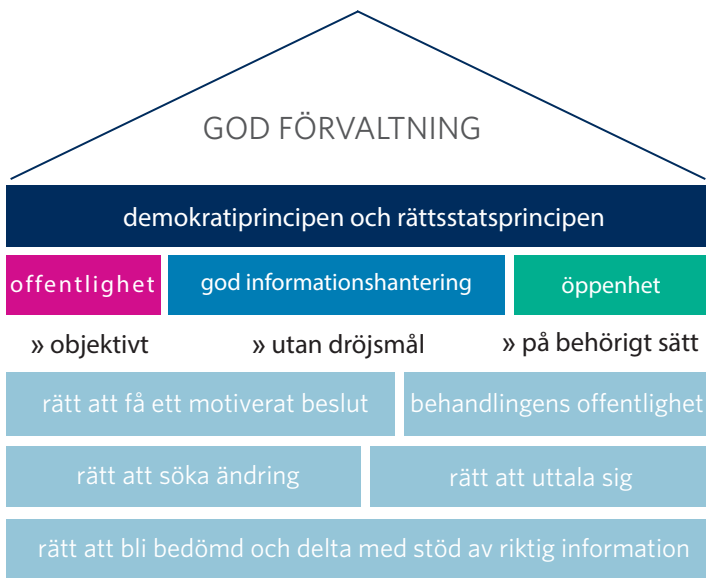 GOD FÖRVALTNING
demokratiprincipen och rättsstatsprincipen
offentlighet
god informationshantering
öppenhet
» objektivt
» utan dröjsmål
» på behörigt sätt
rätt att få ett motiverat beslut
behandlingens offentlighet
rätt att söka ändring
rätt att uttala sig
rätt att bli bedömd och delta med stöd av riktig information